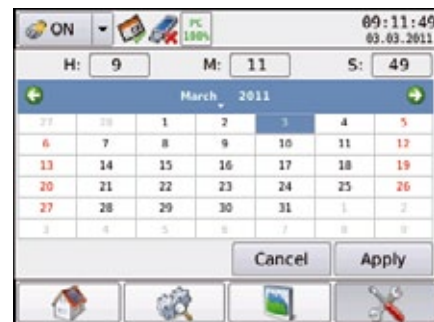 ON PC 100% 09:11:49
03.03.2011
H: 9 M: 11 S: 49
March 2011
27 28 1 2 3 4 5
6 7 8 9 10 11 12
13 14 15 16 17 18 19
20 21 22 23 24 25 26
27 28 29 30 31 1 2
3 4 5 6 7 8 9
Cancel Apply